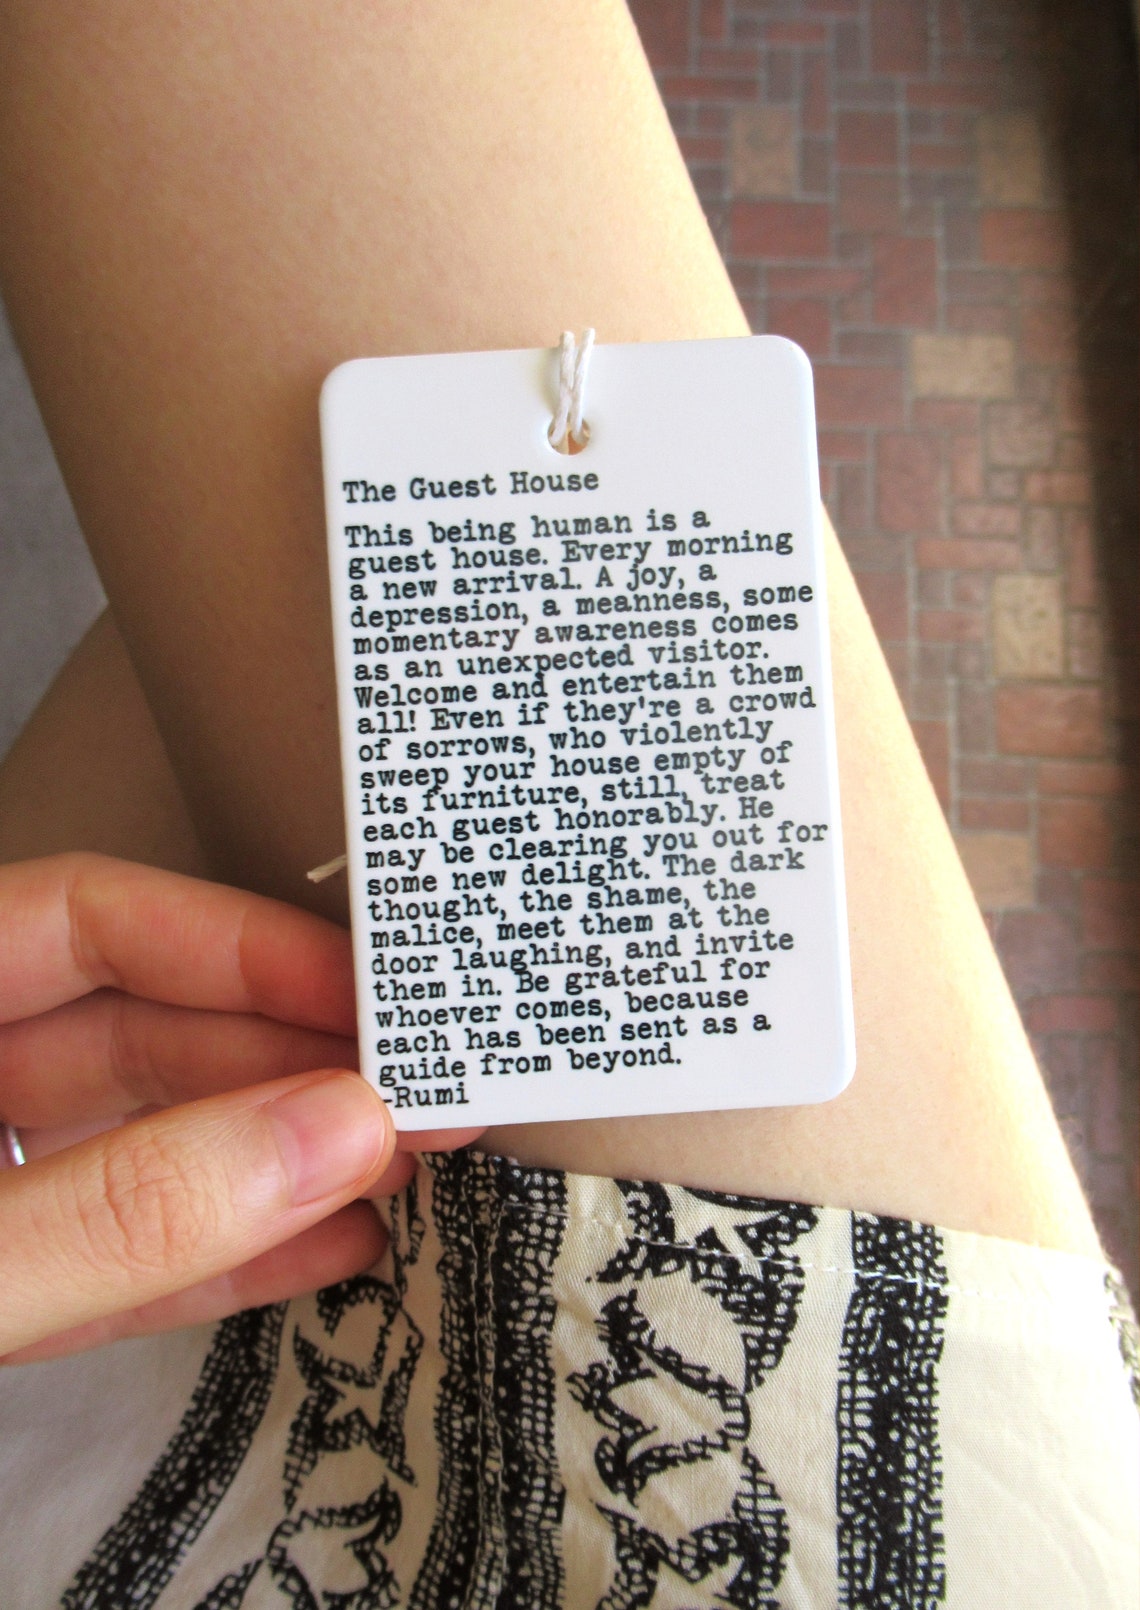 The Guest House
This being human is a
guest house. Every morning
a new arrival. A joy, a
depression, a meanness, some
momentary awareness comes
as an unexpected visitor.
Welcome and entertain them
all! Even if they're a crowd
of sorrows, who violently
sweep your house empty of
its furniture, still, treat
each guest honorably. He
may be clearing you out for
some new delight. The dark
thought, the shame, the
malice, meet them at the
door laughing, and invite
them in. Be grateful for
whoever comes, because
each has been sent as a
guide from beyond.
-Rumi